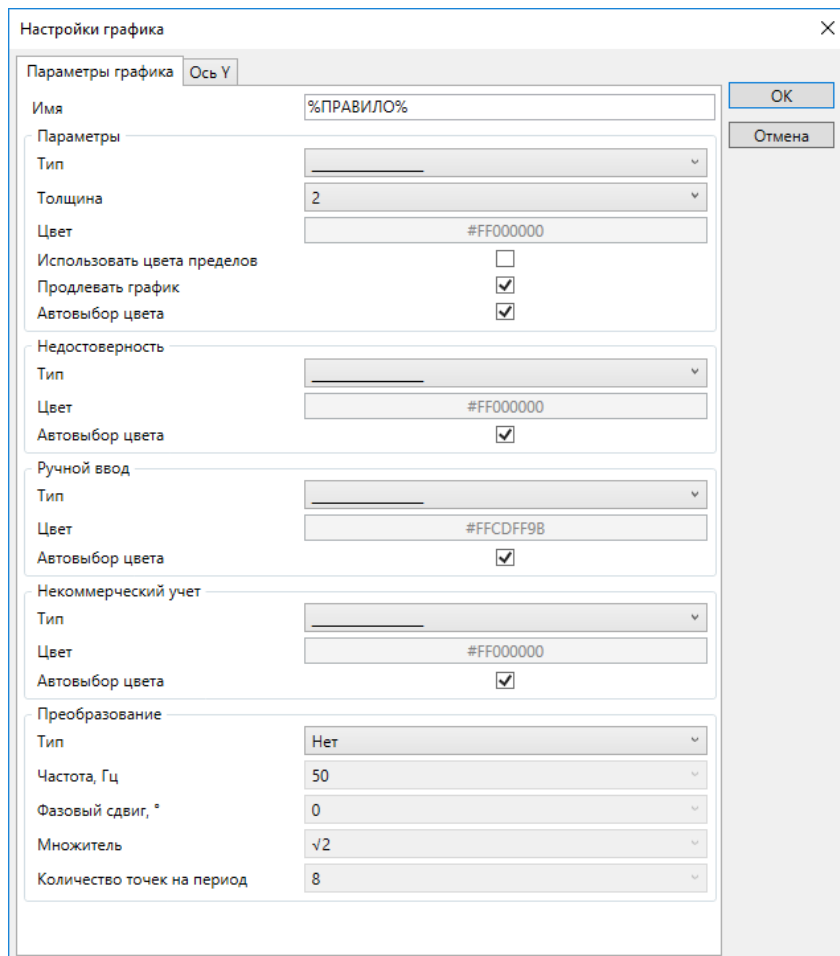 Настройки графика
Параметры графика Ось Y
OK
Отмена
Имя %ПРАВИЛО%
Параметры
Тип
Толщина 2
Цвет #FF000000
Использовать цвета пределов
Продлевать график
Автовыбор цвета
Недостоверность
Тип
Цвет #FF000000
Автовыбор цвета
Ручной ввод
Тип
Цвет #FFCDFF9B
Автовыбор цвета
Некоммерческий учет
Тип
Цвет #FF000000
Автовыбор цвета
Преобразование
Тип Нет
Частота, Гц 50
Фазовый сдвиг, ° 0
Множитель √2
Количество точек на период 8